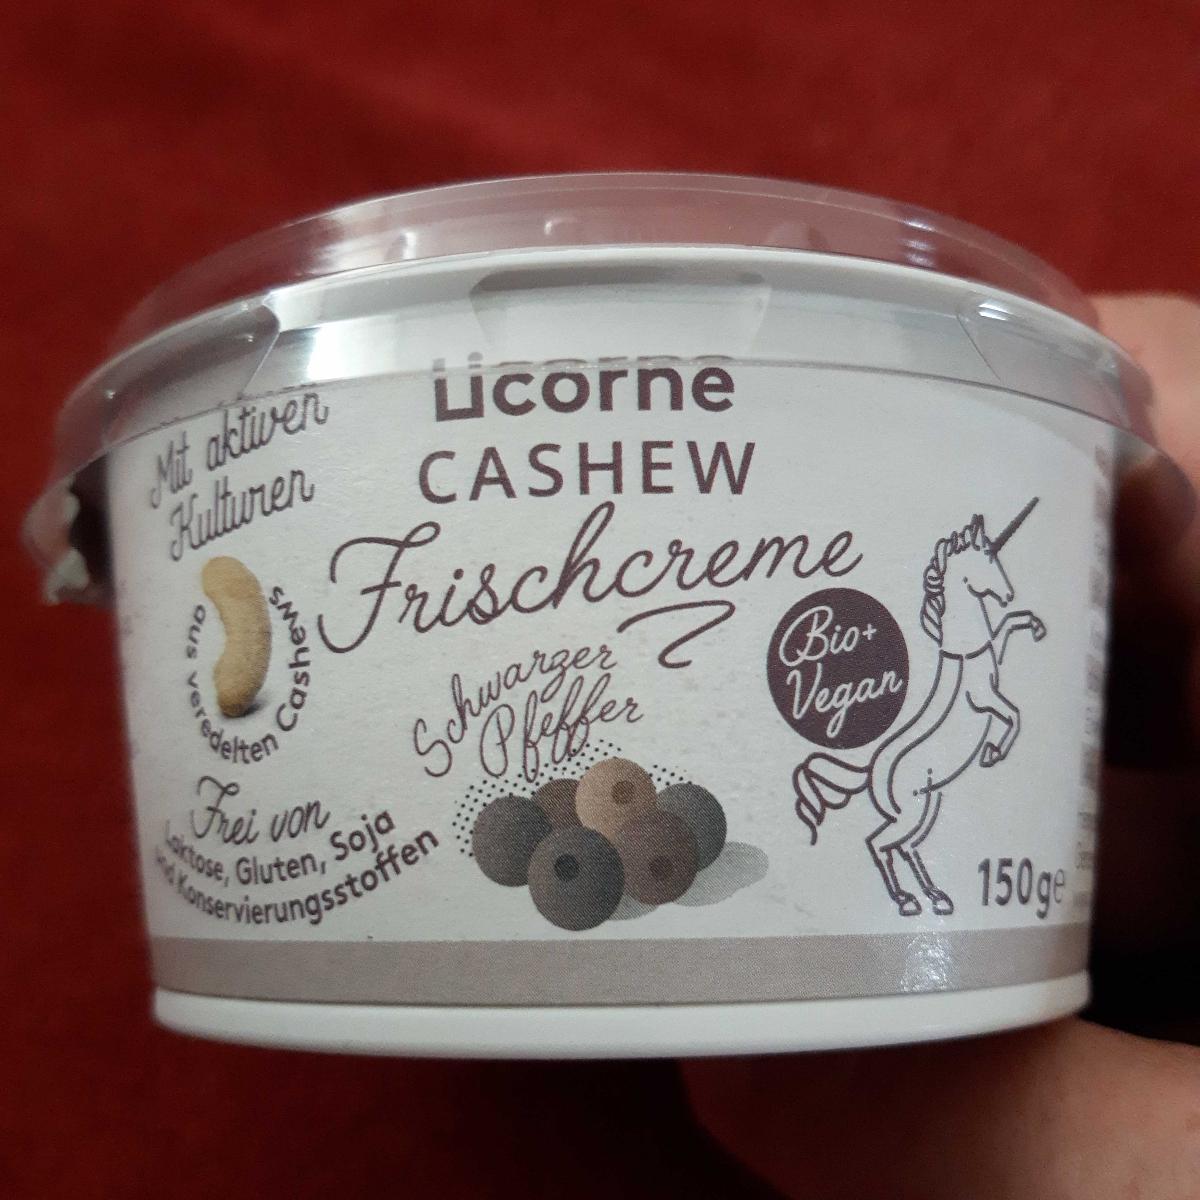 Licorne
CASHEW
Frischcreme
Schwarzer
Pfeffer
Mit aktiven
Kulturen
aus veredelten Cashews
Frei von
Laktose, Gluten, Soja
und Konservierungsstoffen
Bio+
Vegan
150g℮